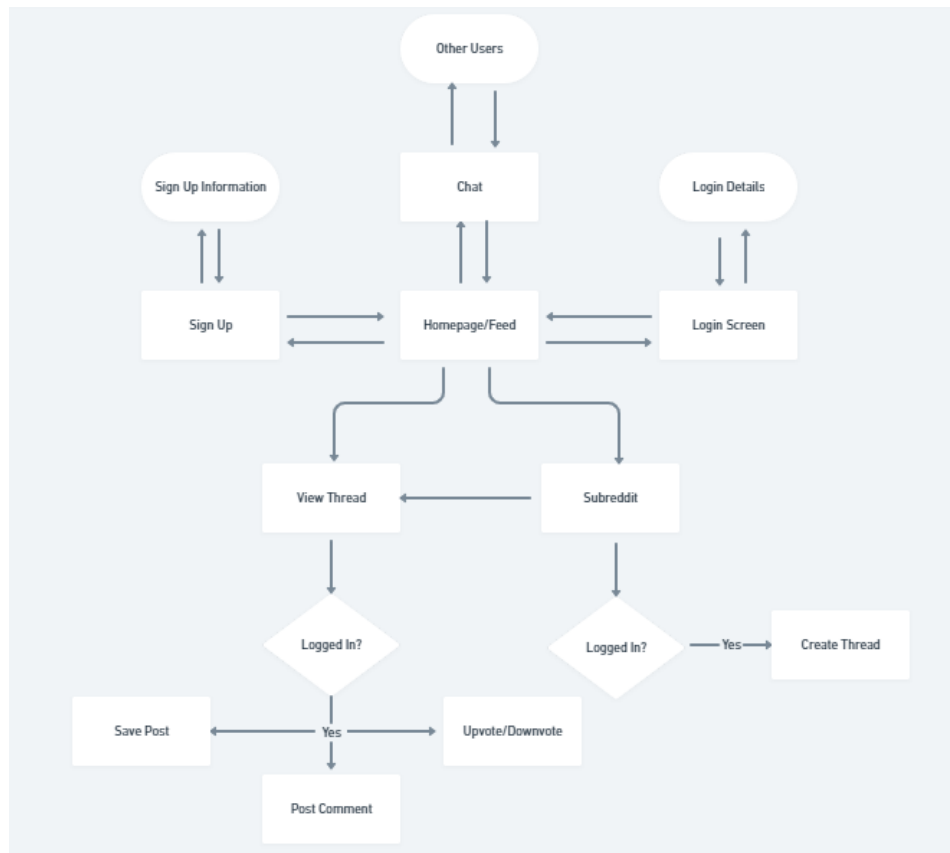 Other Users
Sign Up Information
Chat
Login Details
Sign Up
Homepage/Feed
Login Screen
View Thread
Subreddit
Logged In?
Logged In?
Yes
Create Thread
Save Post
Yes
Upvote/Downvote
Post Comment